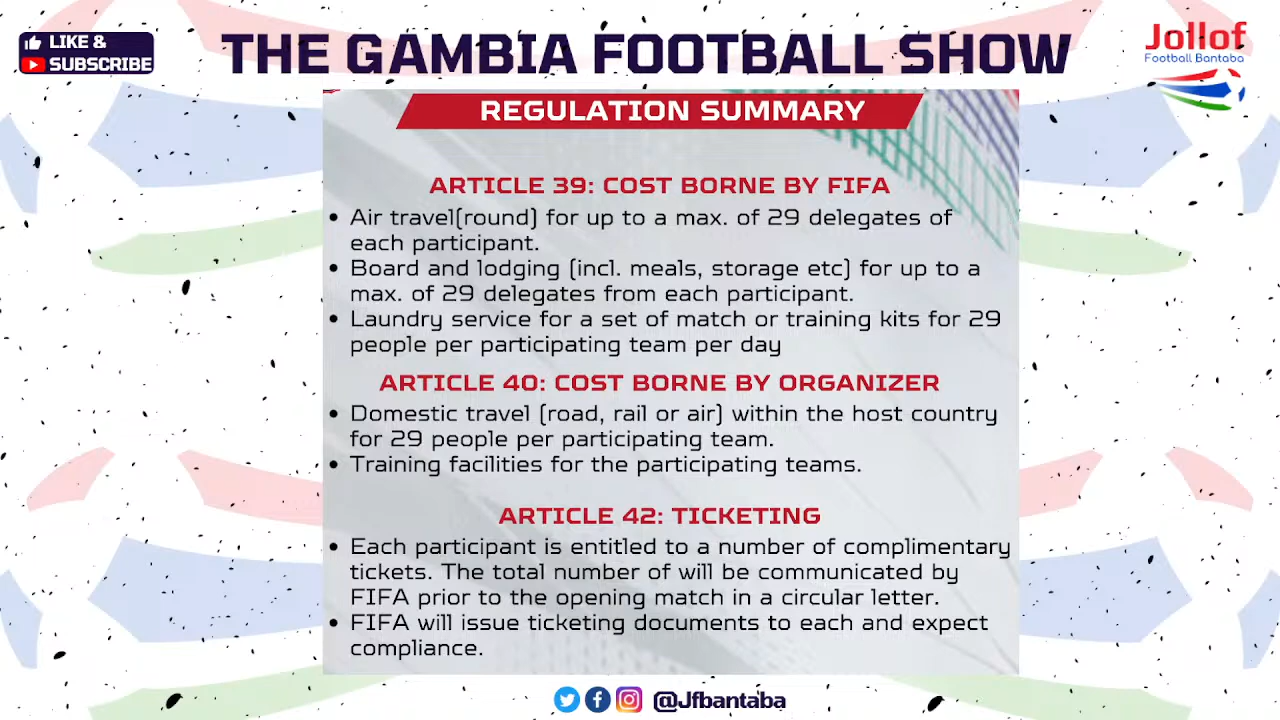 LIKE &
SUBSCRIBE
THE GAMBIA FOOTBALL SHOW
Jollof
Football Bantaba
REGULATION SUMMARY
ARTICLE 39: COST BORNE BY FIFA
• Air travel(round) for up to a max. of 29 delegates of
each participant.
• Board and lodging (incl. meals, storage etc) for up to a
max. of 29 delegates from each participant.
• Laundry service for a set of match or training kits for 29
people per participating team per day
ARTICLE 40: COST BORNE BY ORGANIZER
• Domestic travel (road, rail or air) within the host country
for 29 people per participating team.
• Training facilities for the participating teams.
ARTICLE 42: TICKETING
• Each participant is entitled to a number of complimentary
tickets. The total number of will be communicated by
FIFA prior to the opening match in a circular letter.
• FIFA will issue ticketing documents to each and expect
compliance.
@Jfbantaba